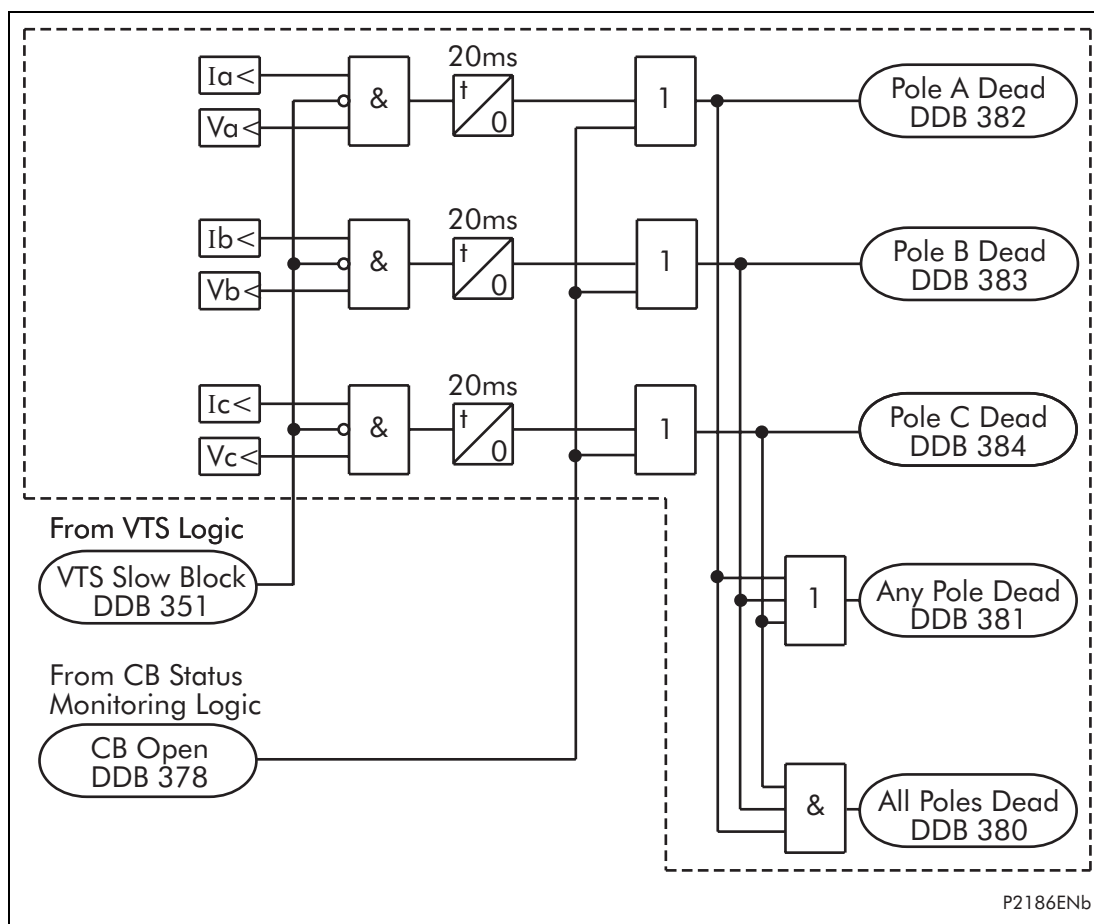 20ms
Ia<
Va<
&
t
0
1
Pole A Dead
DDB 382
20ms
Ib<
Vb<
&
t
0
1
Pole B Dead
DDB 383
20ms
Ic<
Vc<
&
t
0
1
Pole C Dead
DDB 384
From VTS Logic
VTS Slow Block
DDB 351
1
Any Pole Dead
DDB 381
From CB Status
Monitoring Logic
CB Open
DDB 378
&
All Poles Dead
DDB 380
P2186ENb